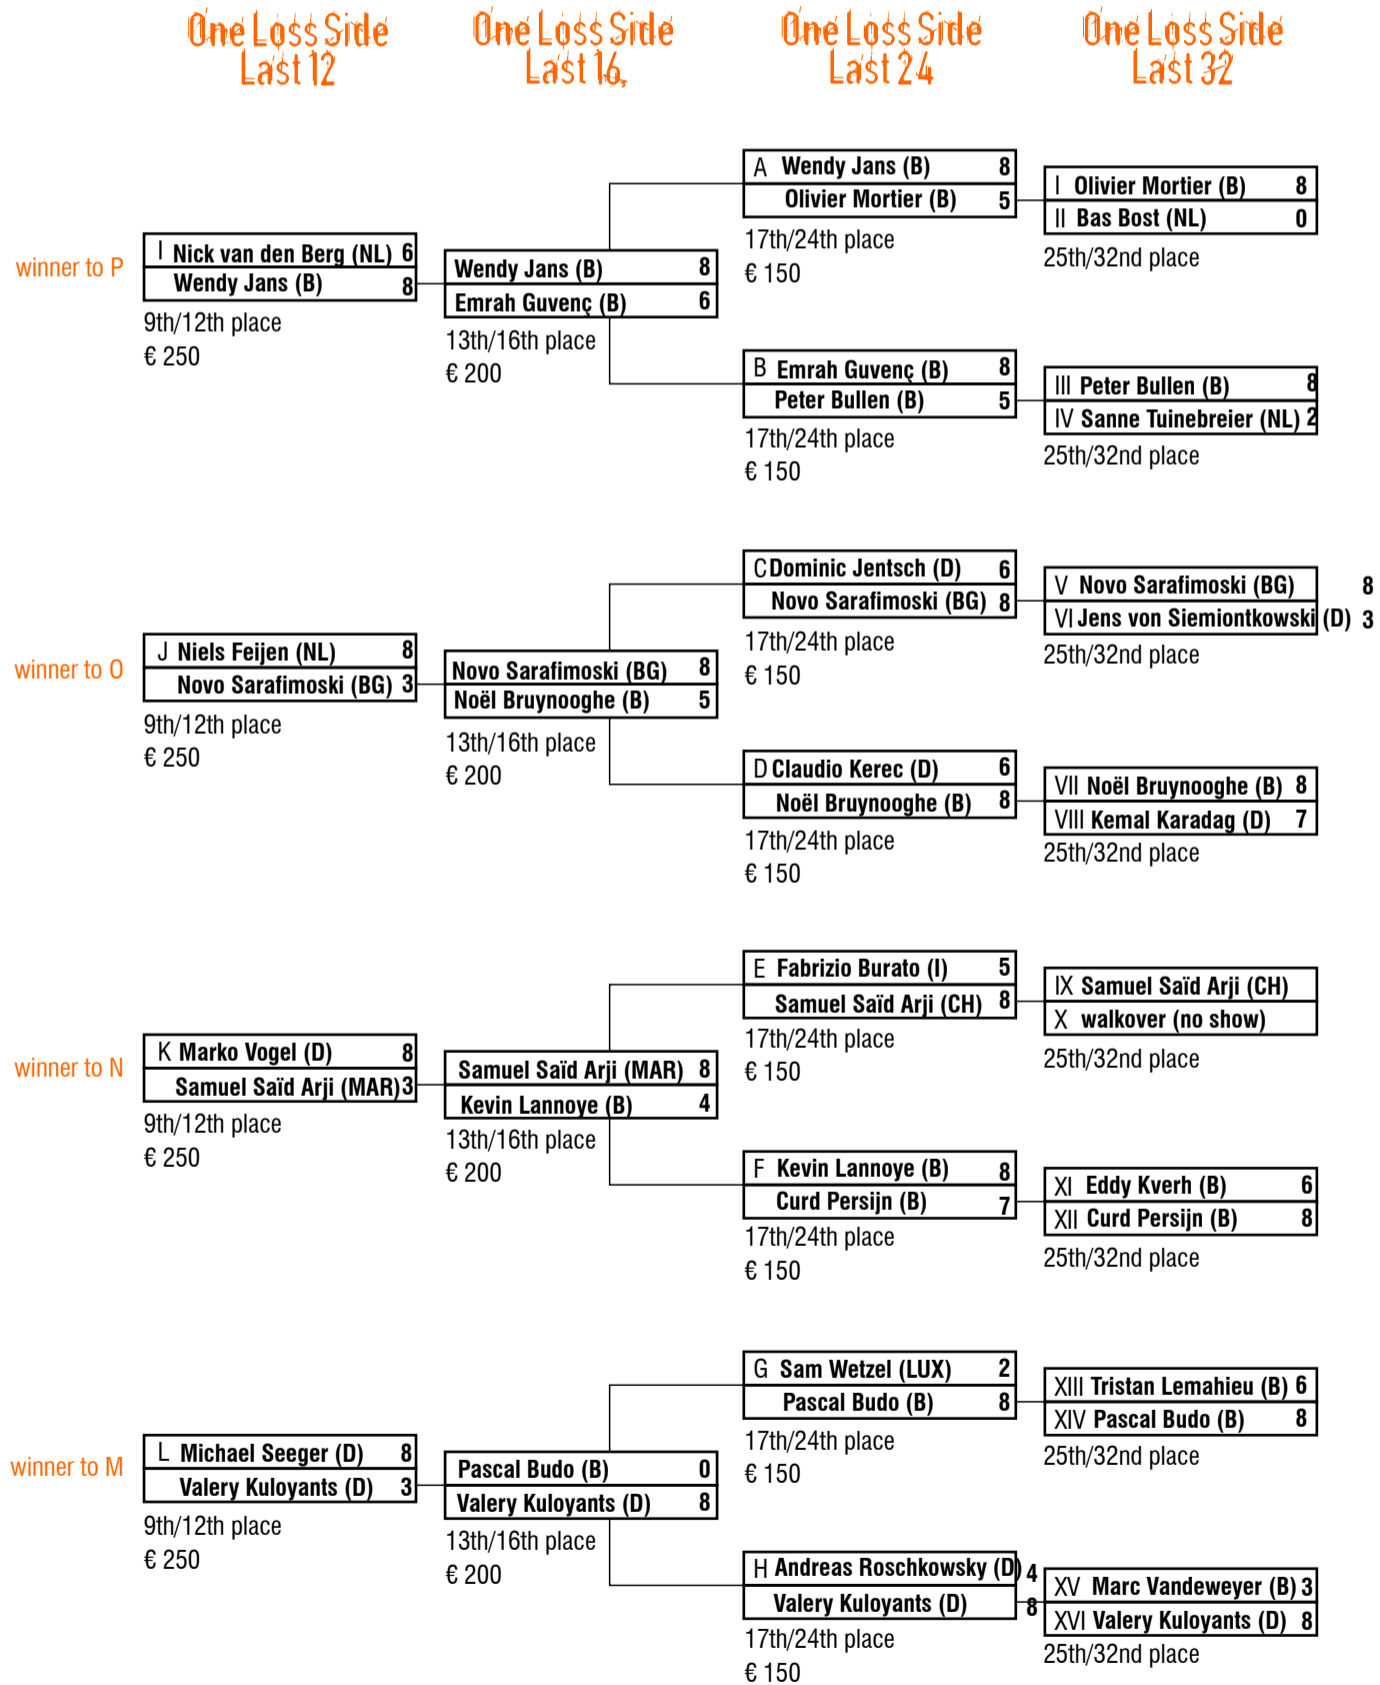 One Loss Side
Last 12
One Loss Side
Last 16
One Loss Side
Last 24
One Loss Side
Last 32
winner to P
I Nick van den Berg (NL) 6
Wendy Jans (B) 8
9th/12th place
€ 250
Wendy Jans (B) 8
Emrah Guvenç (B) 6
13th/16th place
€ 200
A Wendy Jans (B) 8
Olivier Mortier (B) 5
17th/24th place
€ 150
I Olivier Mortier (B) 8
II Bas Bost (NL) 0
25th/32nd place
B Emrah Guvenç (B) 8
Peter Bullen (B) 5
17th/24th place
€ 150
III Peter Bullen (B) 8
IV Sanne Tuinebreier (NL) 2
25th/32nd place
winner to O
J Niels Feijen (NL) 8
Novo Sarafimoski (BG) 3
9th/12th place
€ 250
Novo Sarafimoski (BG) 8
Noël Bruynooghe (B) 5
13th/16th place
€ 200
C Dominic Jentsch (D) 6
Novo Sarafimoski (BG) 8
17th/24th place
€ 150
V Novo Sarafimoski (BG) 8
VI Jens von Siemiontkowski (D) 3
25th/32nd place
D Claudio Kerec (D) 6
Noël Bruynooghe (B) 8
17th/24th place
€ 150
VII Noël Bruynooghe (B) 8
VIII Kemal Karadag (D) 7
25th/32nd place
winner to N
K Marko Vogel (D) 8
Samuel Saïd Arji (MAR) 3
9th/12th place
€ 250
Samuel Saïd Arji (MAR) 8
Kevin Lannoye (B) 4
13th/16th place
€ 200
E Fabrizio Burato (I) 5
Samuel Saïd Arji (CH) 8
17th/24th place
€ 150
IX Samuel Saïd Arji (CH)
X walkover (no show)
25th/32nd place
F Kevin Lannoye (B) 8
Curd Persijn (B) 7
17th/24th place
€ 150
XI Eddy Kverh (B) 6
XII Curd Persijn (B) 8
25th/32nd place
winner to M
L Michael Seeger (D) 8
Valery Kuloyants (D) 3
9th/12th place
€ 250
Pascal Budo (B) 0
Valery Kuloyants (D) 8
13th/16th place
€ 200
G Sam Wetzel (LUX) 2
Pascal Budo (B) 8
17th/24th place
€ 150
XIII Tristan Lemahieu (B) 6
XIV Pascal Budo (B) 8
25th/32nd place
H Andreas Roschkowsky (D) 4
Valery Kuloyants (D) 8
17th/24th place
€ 150
XV Marc Vandeweyer (B) 3
XVI Valery Kuloyants (D) 8
25th/32nd place